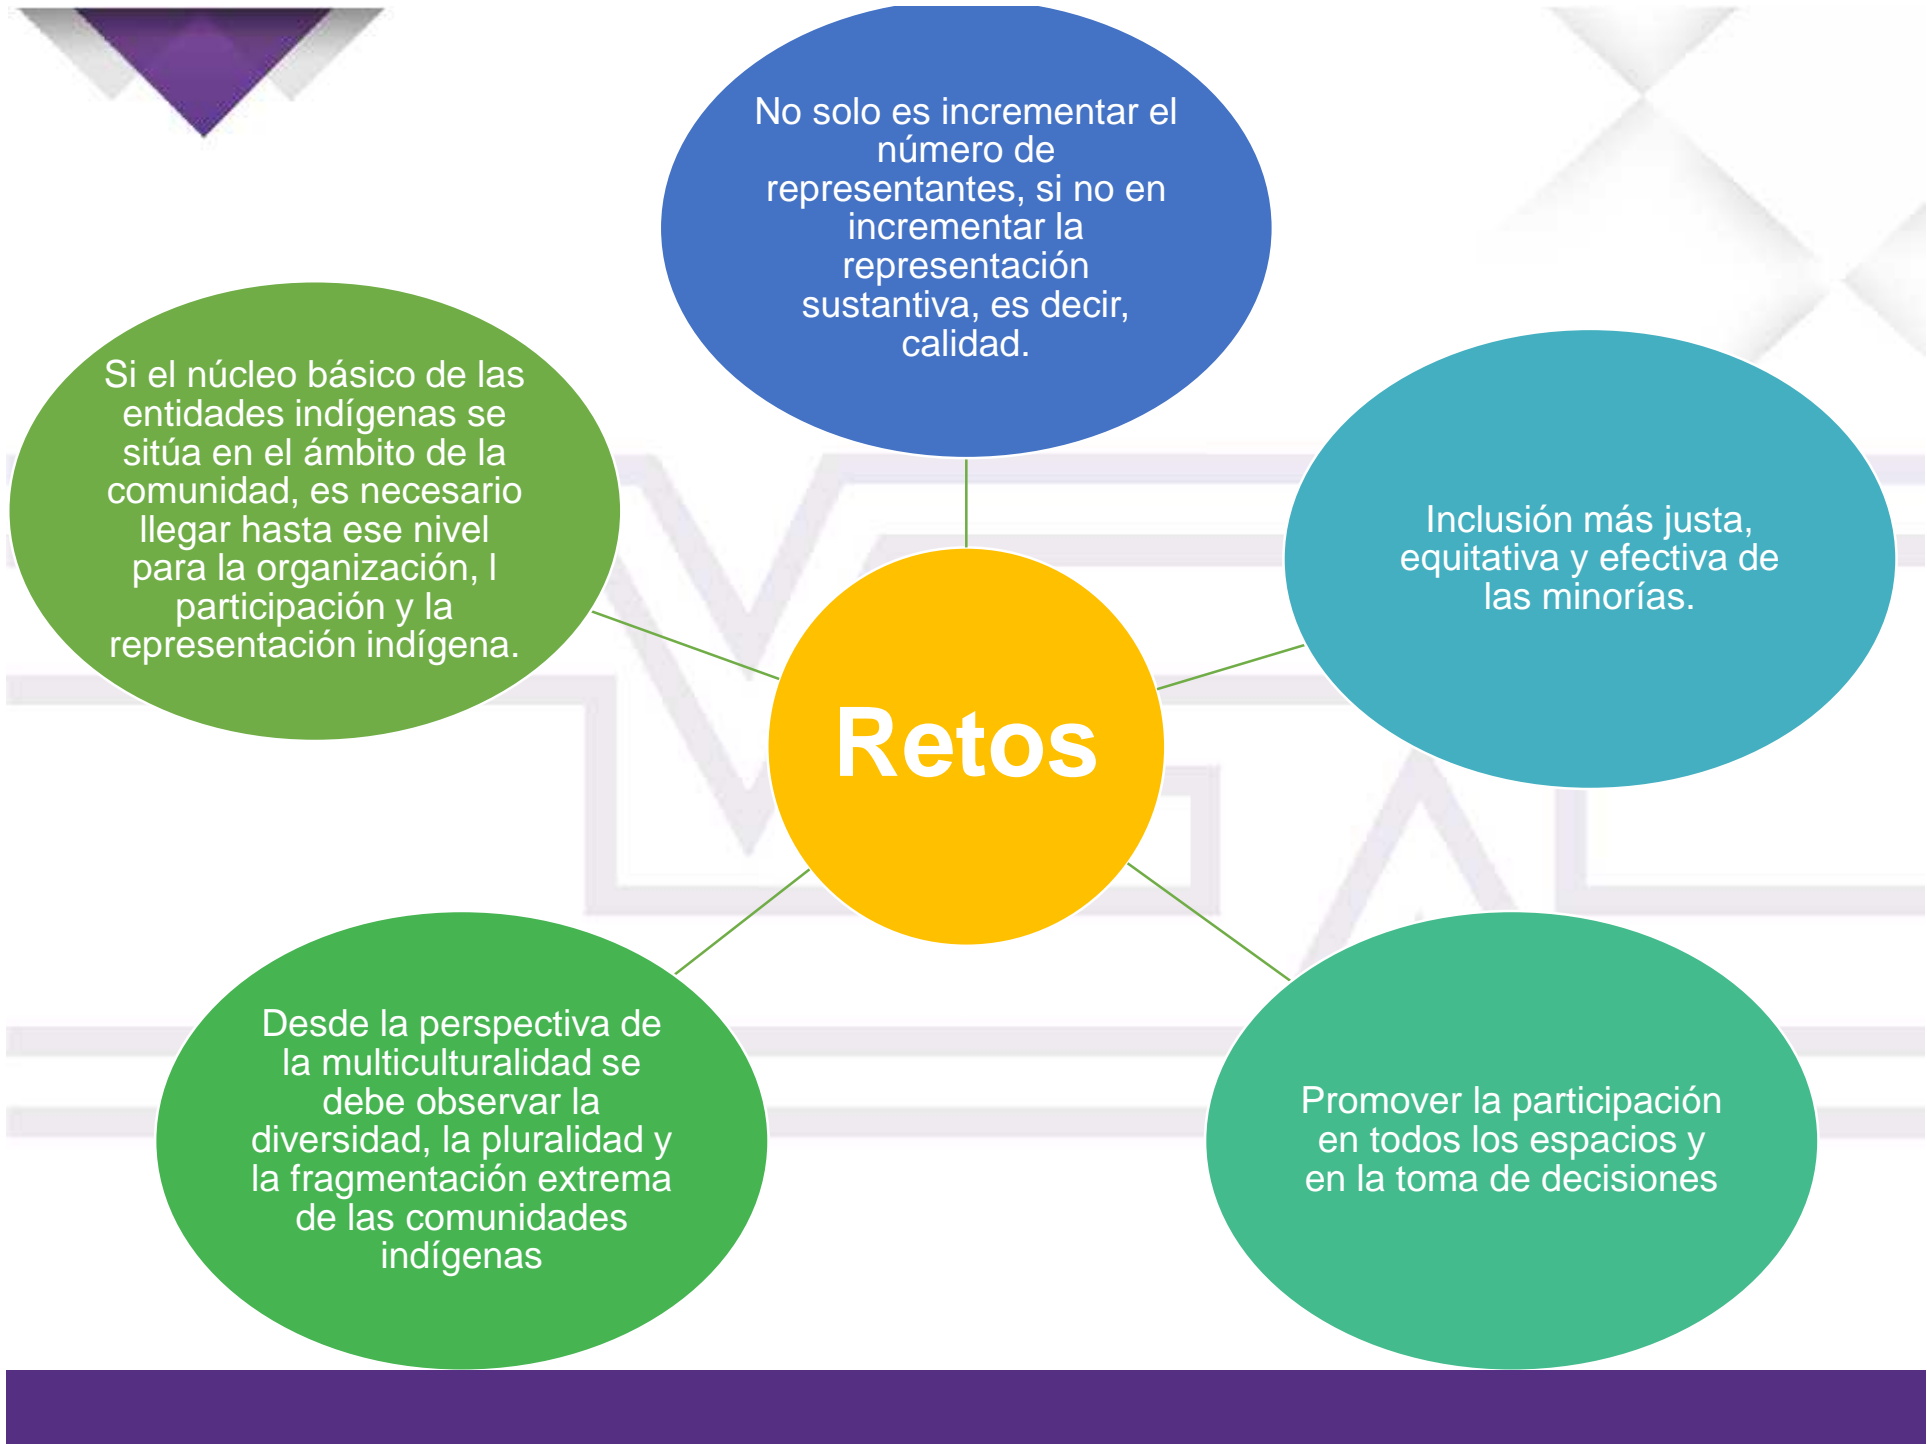 No solo es incrementar el
número de
representantes, si no en
incrementar la
representación
sustantiva, es decir,
calidad.
Si el núcleo básico de las
entidades indígenas se
sitúa en el ámbito de la
comunidad, es necesario
llegar hasta ese nivel
para la organización, l
participación y la
representación indígena.
Inclusión más justa,
equitativa y efectiva de
las minorías.
Retos
Desde la perspectiva de
la multiculturalidad se
debe observar la
diversidad, la pluralidad y
la fragmentación extrema
de las comunidades
indígenas
Promover la participación
en todos los espacios y
en la toma de decisiones